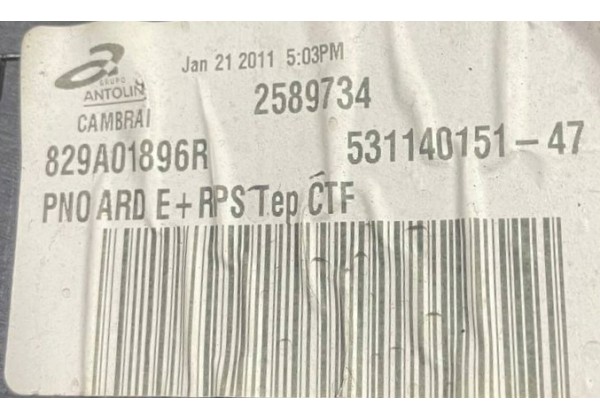 Jan 21 2011 5:03PM
GRUPO
ANTOLIN
2589734
CAMBRAI
829A01896R
531140151-47
PNO ARD E+RPS Tep CTF